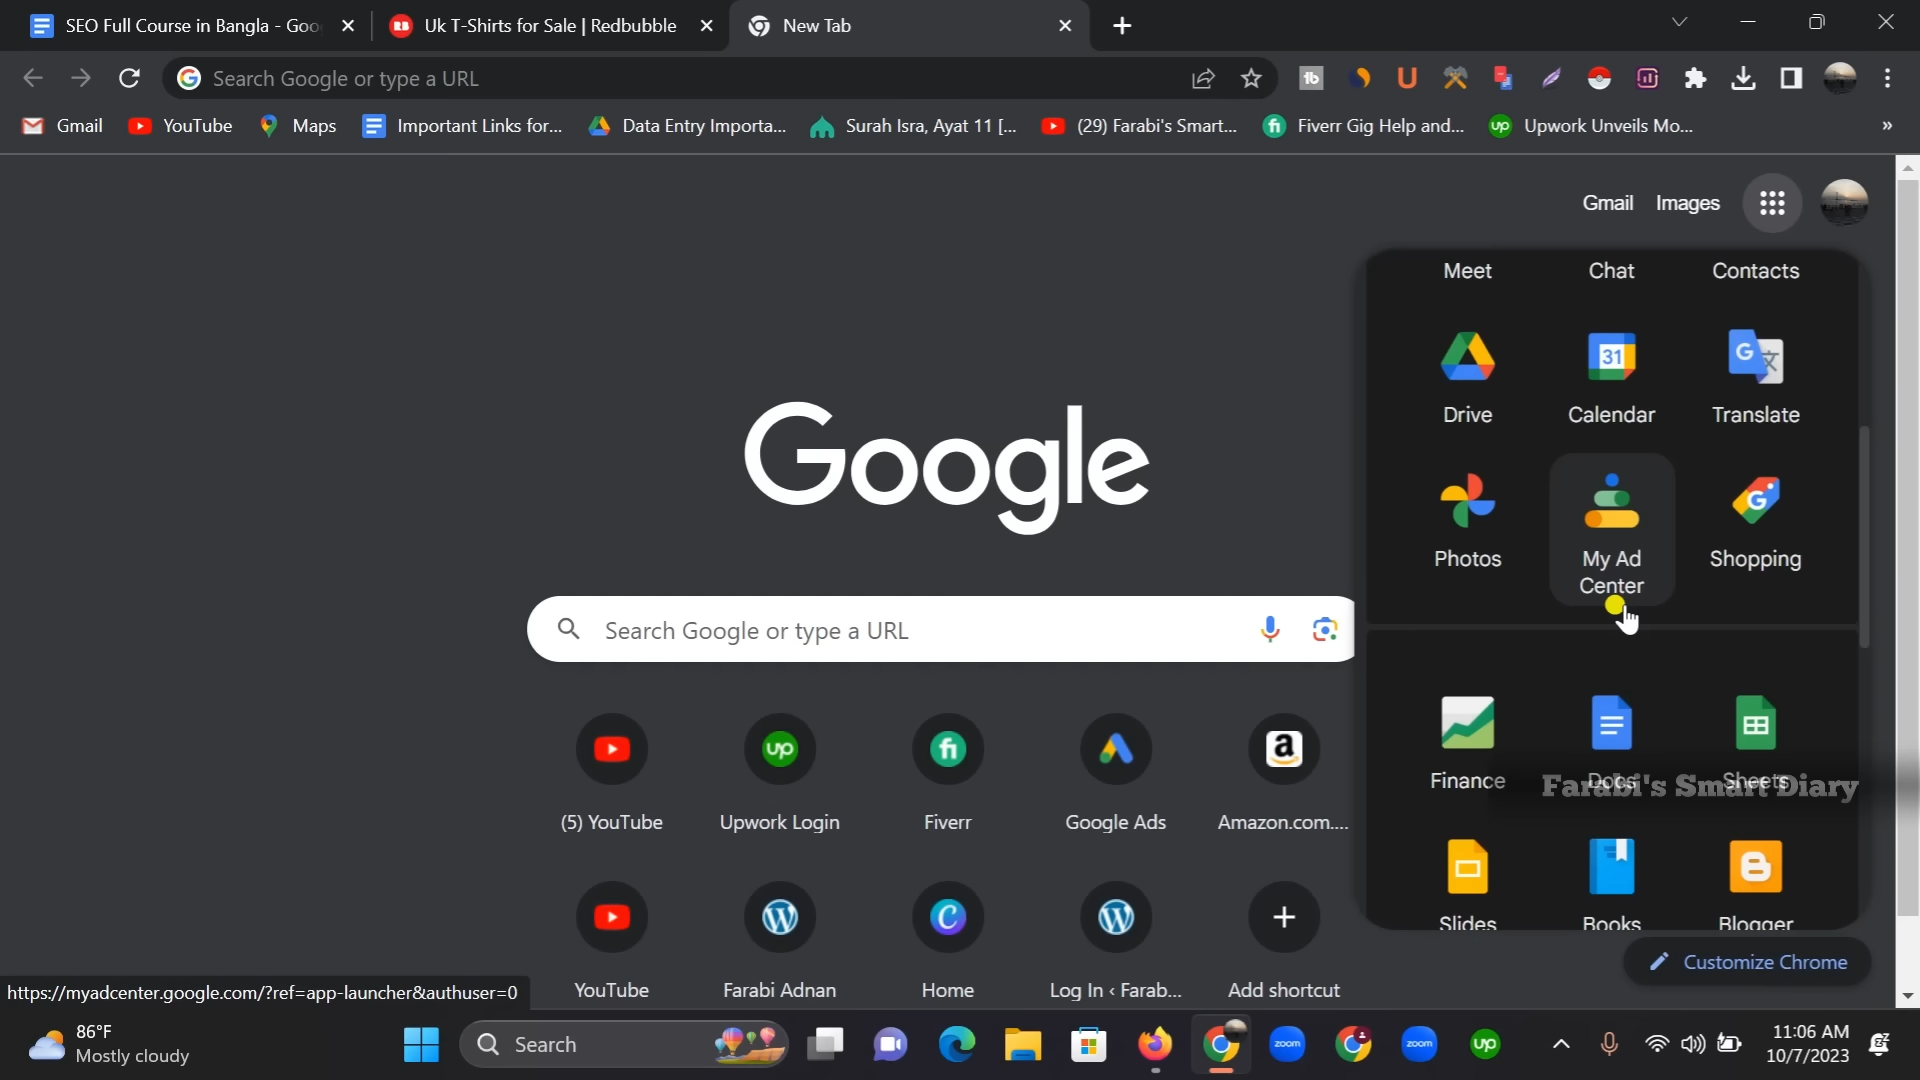 SEO Full Course in Bangla - Goo
Uk T-Shirts for Sale | Redbubble
New Tab
Search Google or type a URL
Gmail
YouTube
Maps
Important Links for...
Data Entry Importa...
Surah Isra, Ayat 11 [...
(29) Farabi's Smart...
Fiverr Gig Help and...
Upwork Unveils Mo...
»
Gmail Images
Meet Chat Contacts
31
Drive Calendar Translate
Photos My Ad Center Shopping
Google
Search Google or type a URL
Finance Docs Sheets
Farabi's Smart Diary
(5) YouTube Upwork Login Fiverr Google Ads Amazon.com....
Slides Books Blogger
Customize Chrome
YouTube Farabi Adnan Home Log In ‹ Farab... Add shortcut
https://myadcenter.google.com/?ref=app-launcher&authuser=0
86°F
Mostly cloudy
Search
zoom
zoom
up
11:06 AM
10/7/2023